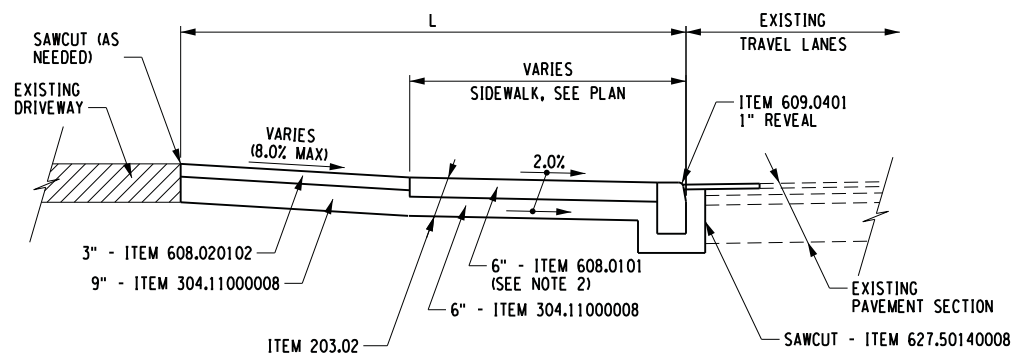 L
EXISTING
TRAVEL LANES
SAWCUT (AS
NEEDED)
VARIES
SIDEWALK, SEE PLAN
EXISTING
DRIVEWAY
ITEM 609.0401
1" REVEAL
VARIES
(8.0% MAX)
2.0%
3" - ITEM 608.020102
9" - ITEM 304.11000008
6" - ITEM 608.0101
(SEE NOTE 2)
6" - ITEM 304.11000008
ITEM 203.02
EXISTING
PAVEMENT SECTION
SAWCUT - ITEM 627.50140008